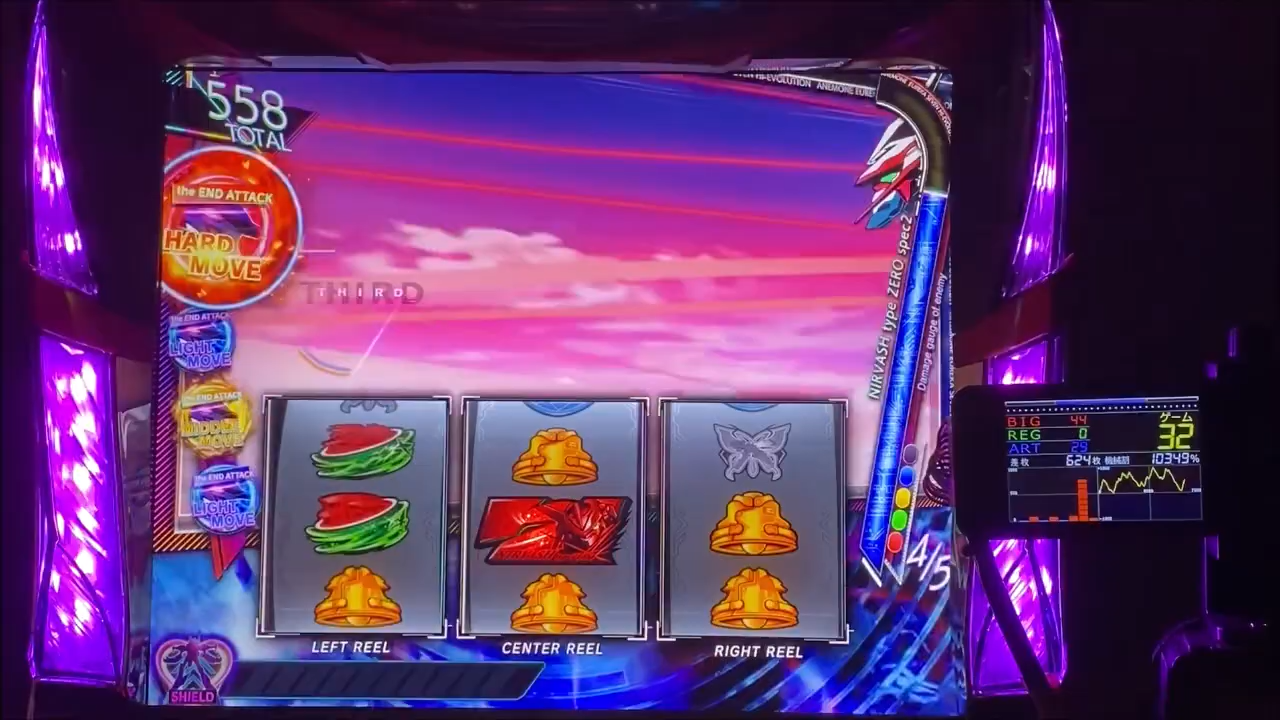 558
TOTAL
the END ATTACK
HARD
MOVE
the END ATTACK
LIGHT
MOVE
the END ATTACK
MIDDLE
MOVE
the END ATTACK
LIGHT
MOVE
THIRD
HI-EVOLUTION ANEMONE
NIRVASH type ZERO spec2
Damage gauge of enemy
4/5
LEFT REEL
CENTER REEL
RIGHT REEL
SHIELD
BIG 44
REG 0
ART 29
ゲーム
32
差枚 624枚 機械割 103.49%